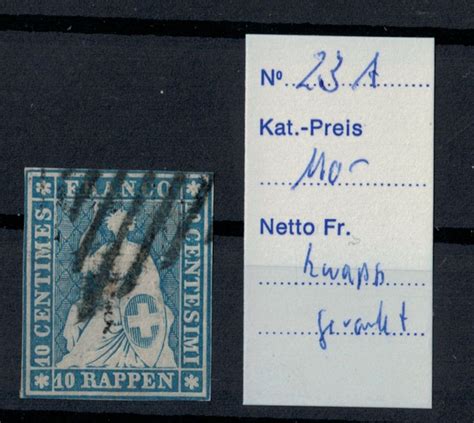 FRANCO
10 CENTIMES
10 CENTESIMI
10 RAPPEN
Nº 23 A
Kat.-Preis
110-
Netto Fr.
knapp